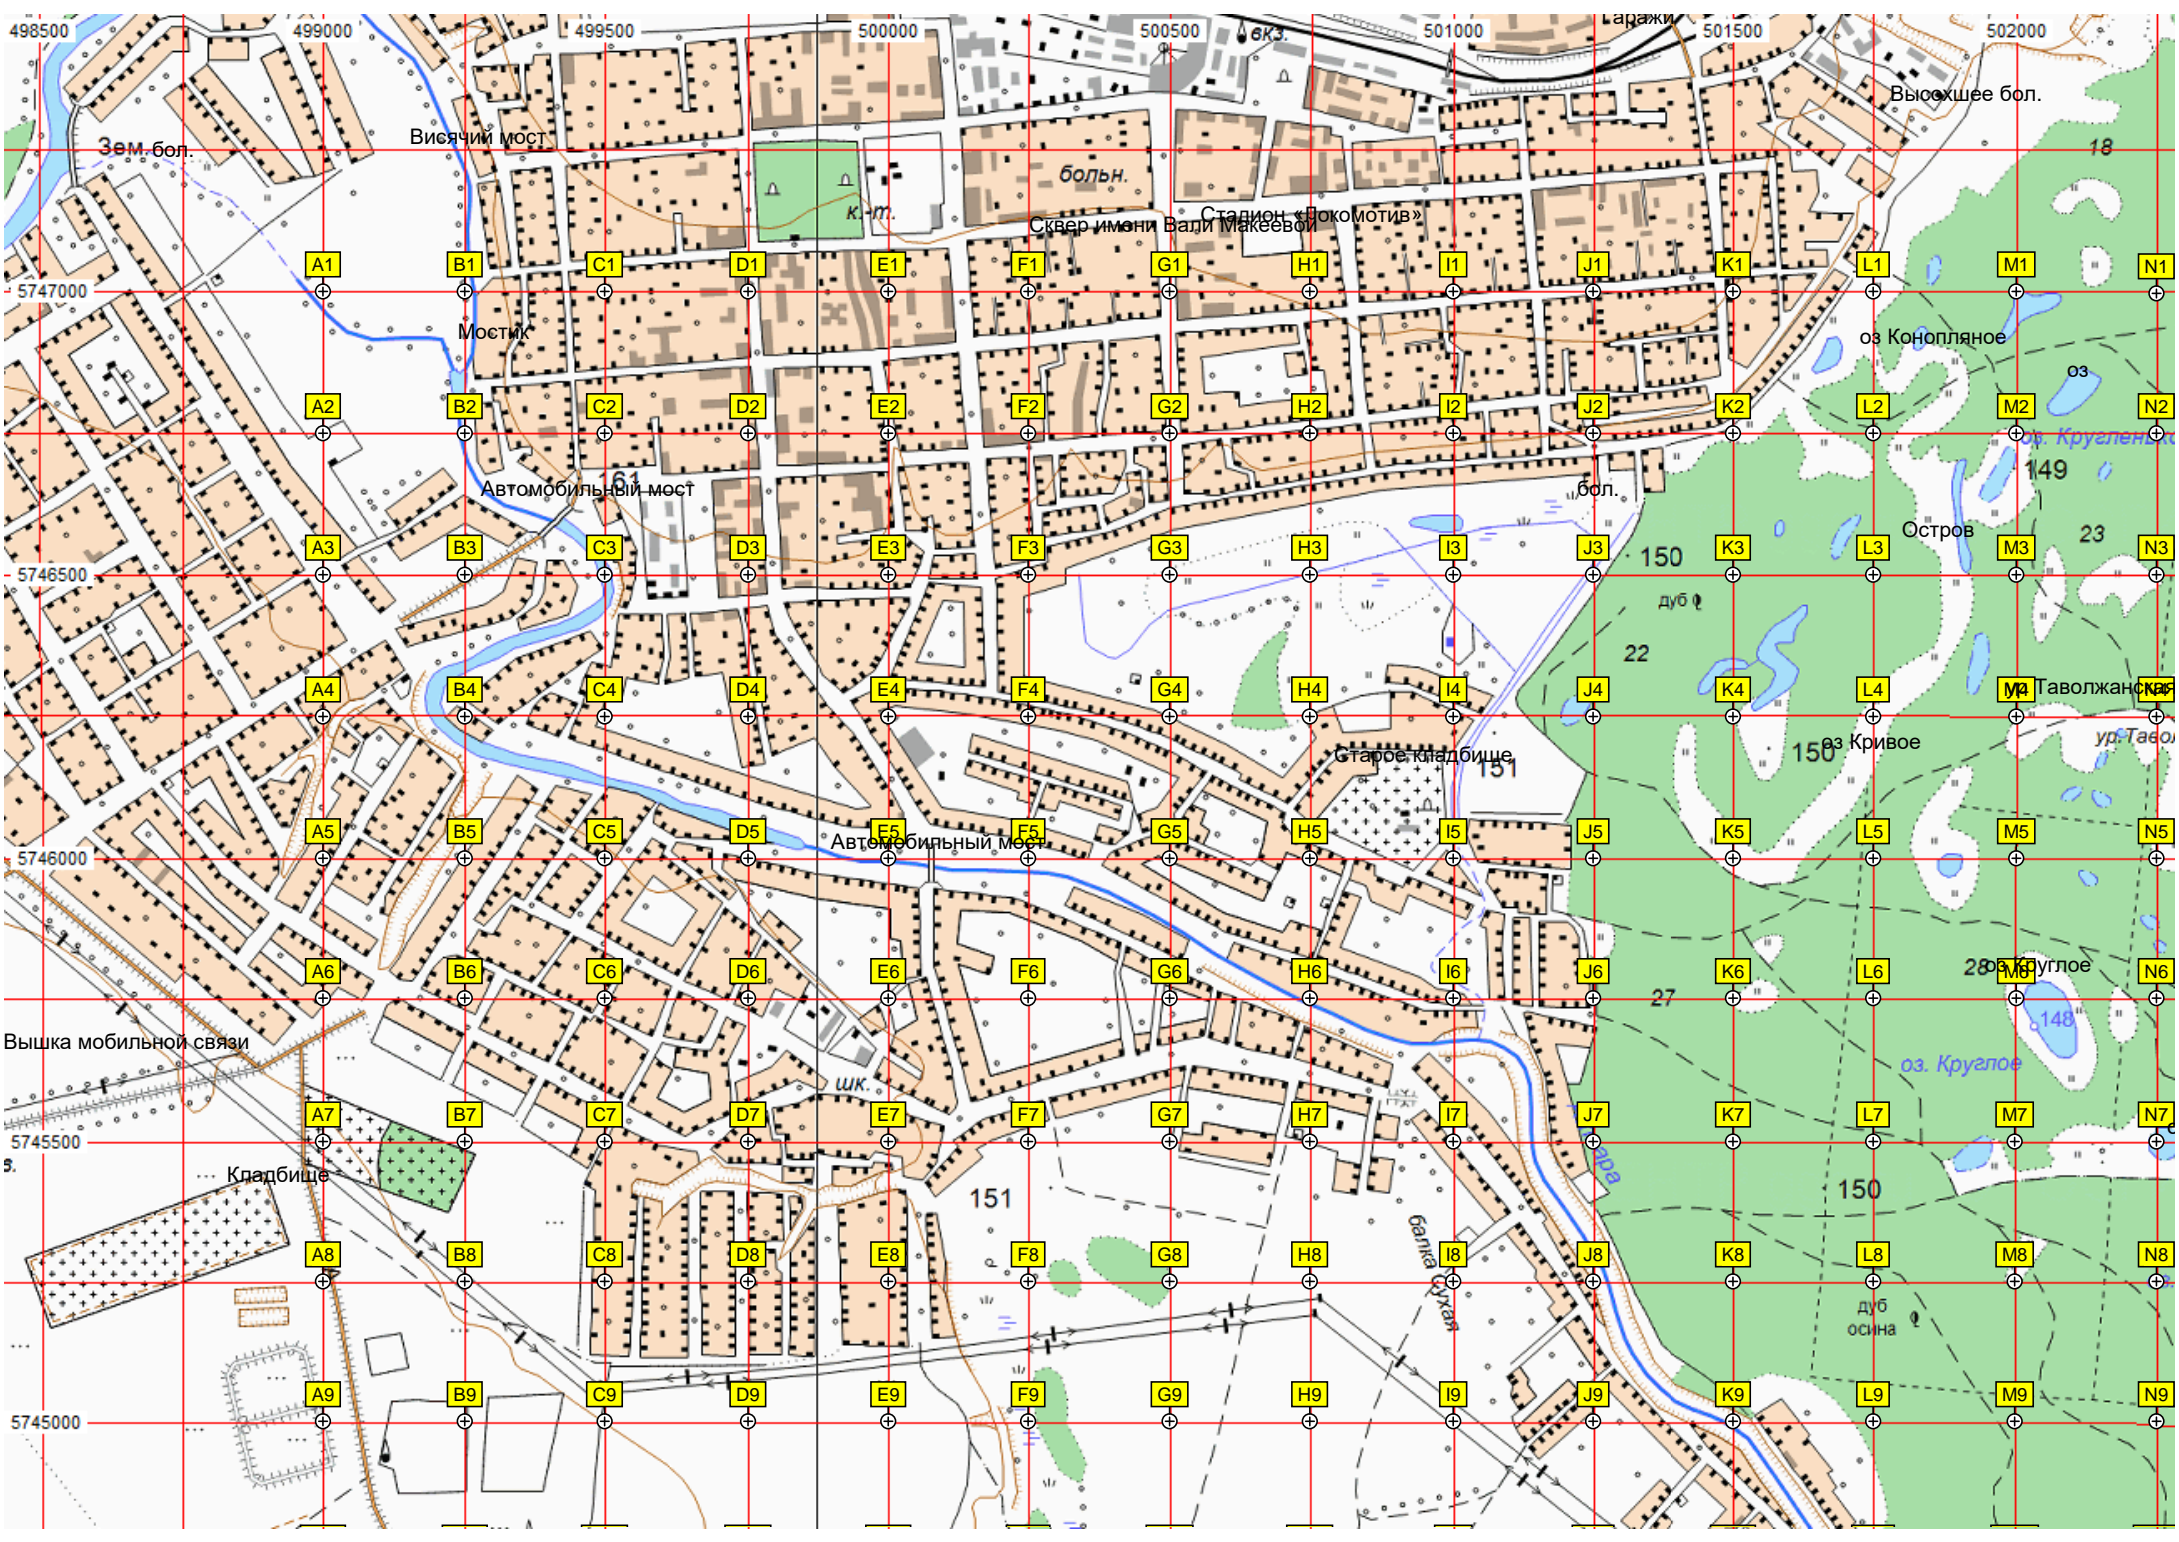 498500 499000 499500 500000 500500 501000 501500 502000
Гаражи
вкз.
Высохшее бол.
Висячий мост
Зем. бол.
18
больн.
к.-т.
Стадион «Локомотив»
Сквер имени Вали Макеевой
A1 B1 C1 D1 E1 F1 G1 H1 I1 J1 K1 L1 M1 N1
5747000
Мостик
оз Конопляное
оз
A2 B2 C2 D2 E2 F2 G2 H2 I2 J2 K2 L2 M2 N2
149
Автомобильный мост
бол.
Остров
23
A3 B3 C3 D3 E3 F3 G3 H3 I3 J3 K3 L3 M3 N3
5746500
150
дуб
22
A4 B4 C4 D4 E4 F4 G4 H4 I4 J4 K4 L4 M4 N4
ур Таволжанская
150
оз Кривое
Старое кладбище
151
A5 B5 C5 D5 E5 F5 G5 H5 I5 J5 K5 L5 M5 N5
Автомобильный мост
5746000
A6 B6 C6 D6 E6 F6 G6 H6 I6 J6 K6 L6 M6 N6
28
оз Круглое
27
148
Вышка мобильной связи
оз. Круглое
шк.
A7 B7 C7 D7 E7 F7 G7 H7 I7 J7 K7 L7 M7 N7
5745500
Кладбище
151
150
балка Сухая
A8 B8 C8 D8 E8 F8 G8 H8 I8 J8 K8 L8 M8 N8
дуб
осина
A9 B9 C9 D9 E9 F9 G9 H9 I9 J9 K9 L9 M9 N9
5745000